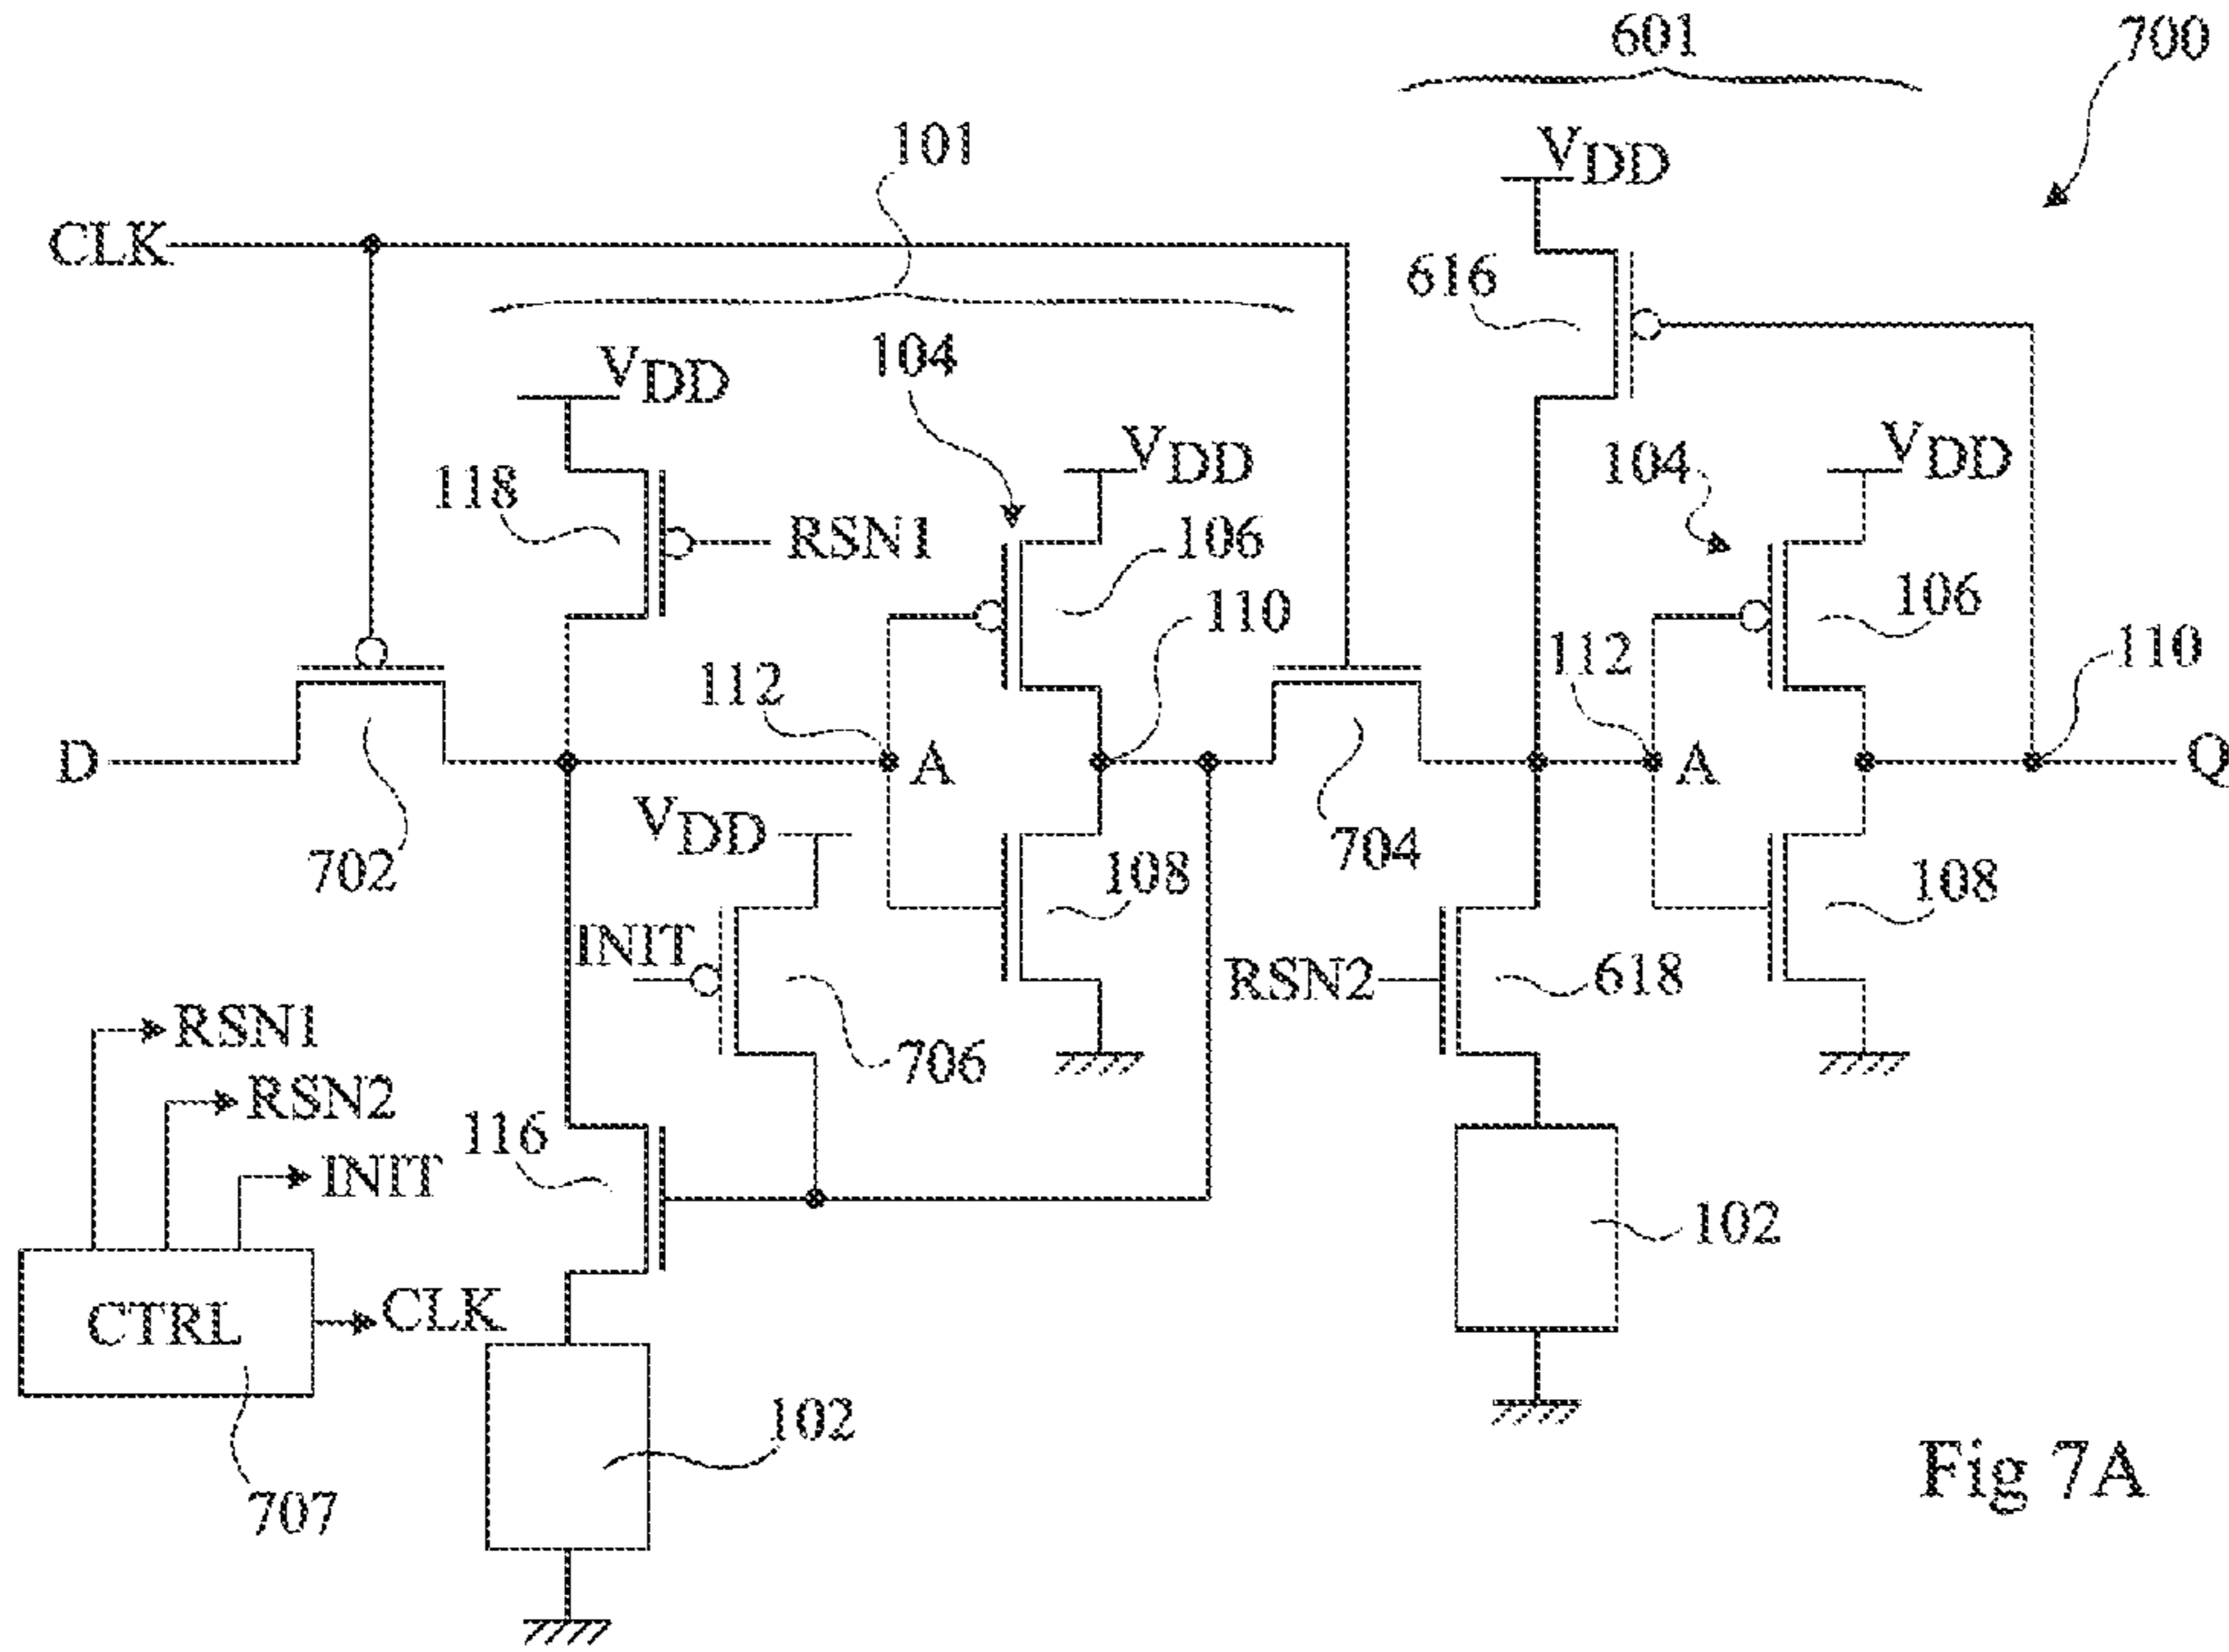 601
700
101
VDD
CLK
616
104
VDD
VDD
104
VDD
118
RSN1
106
106
110
112
112
110
D
A
A
Q
702
VDD
704
108
108
INIT
RSN2
618
RSN1
706
RSN2
116
INIT
102
CTRL
CLK
102
707
Fig 7A